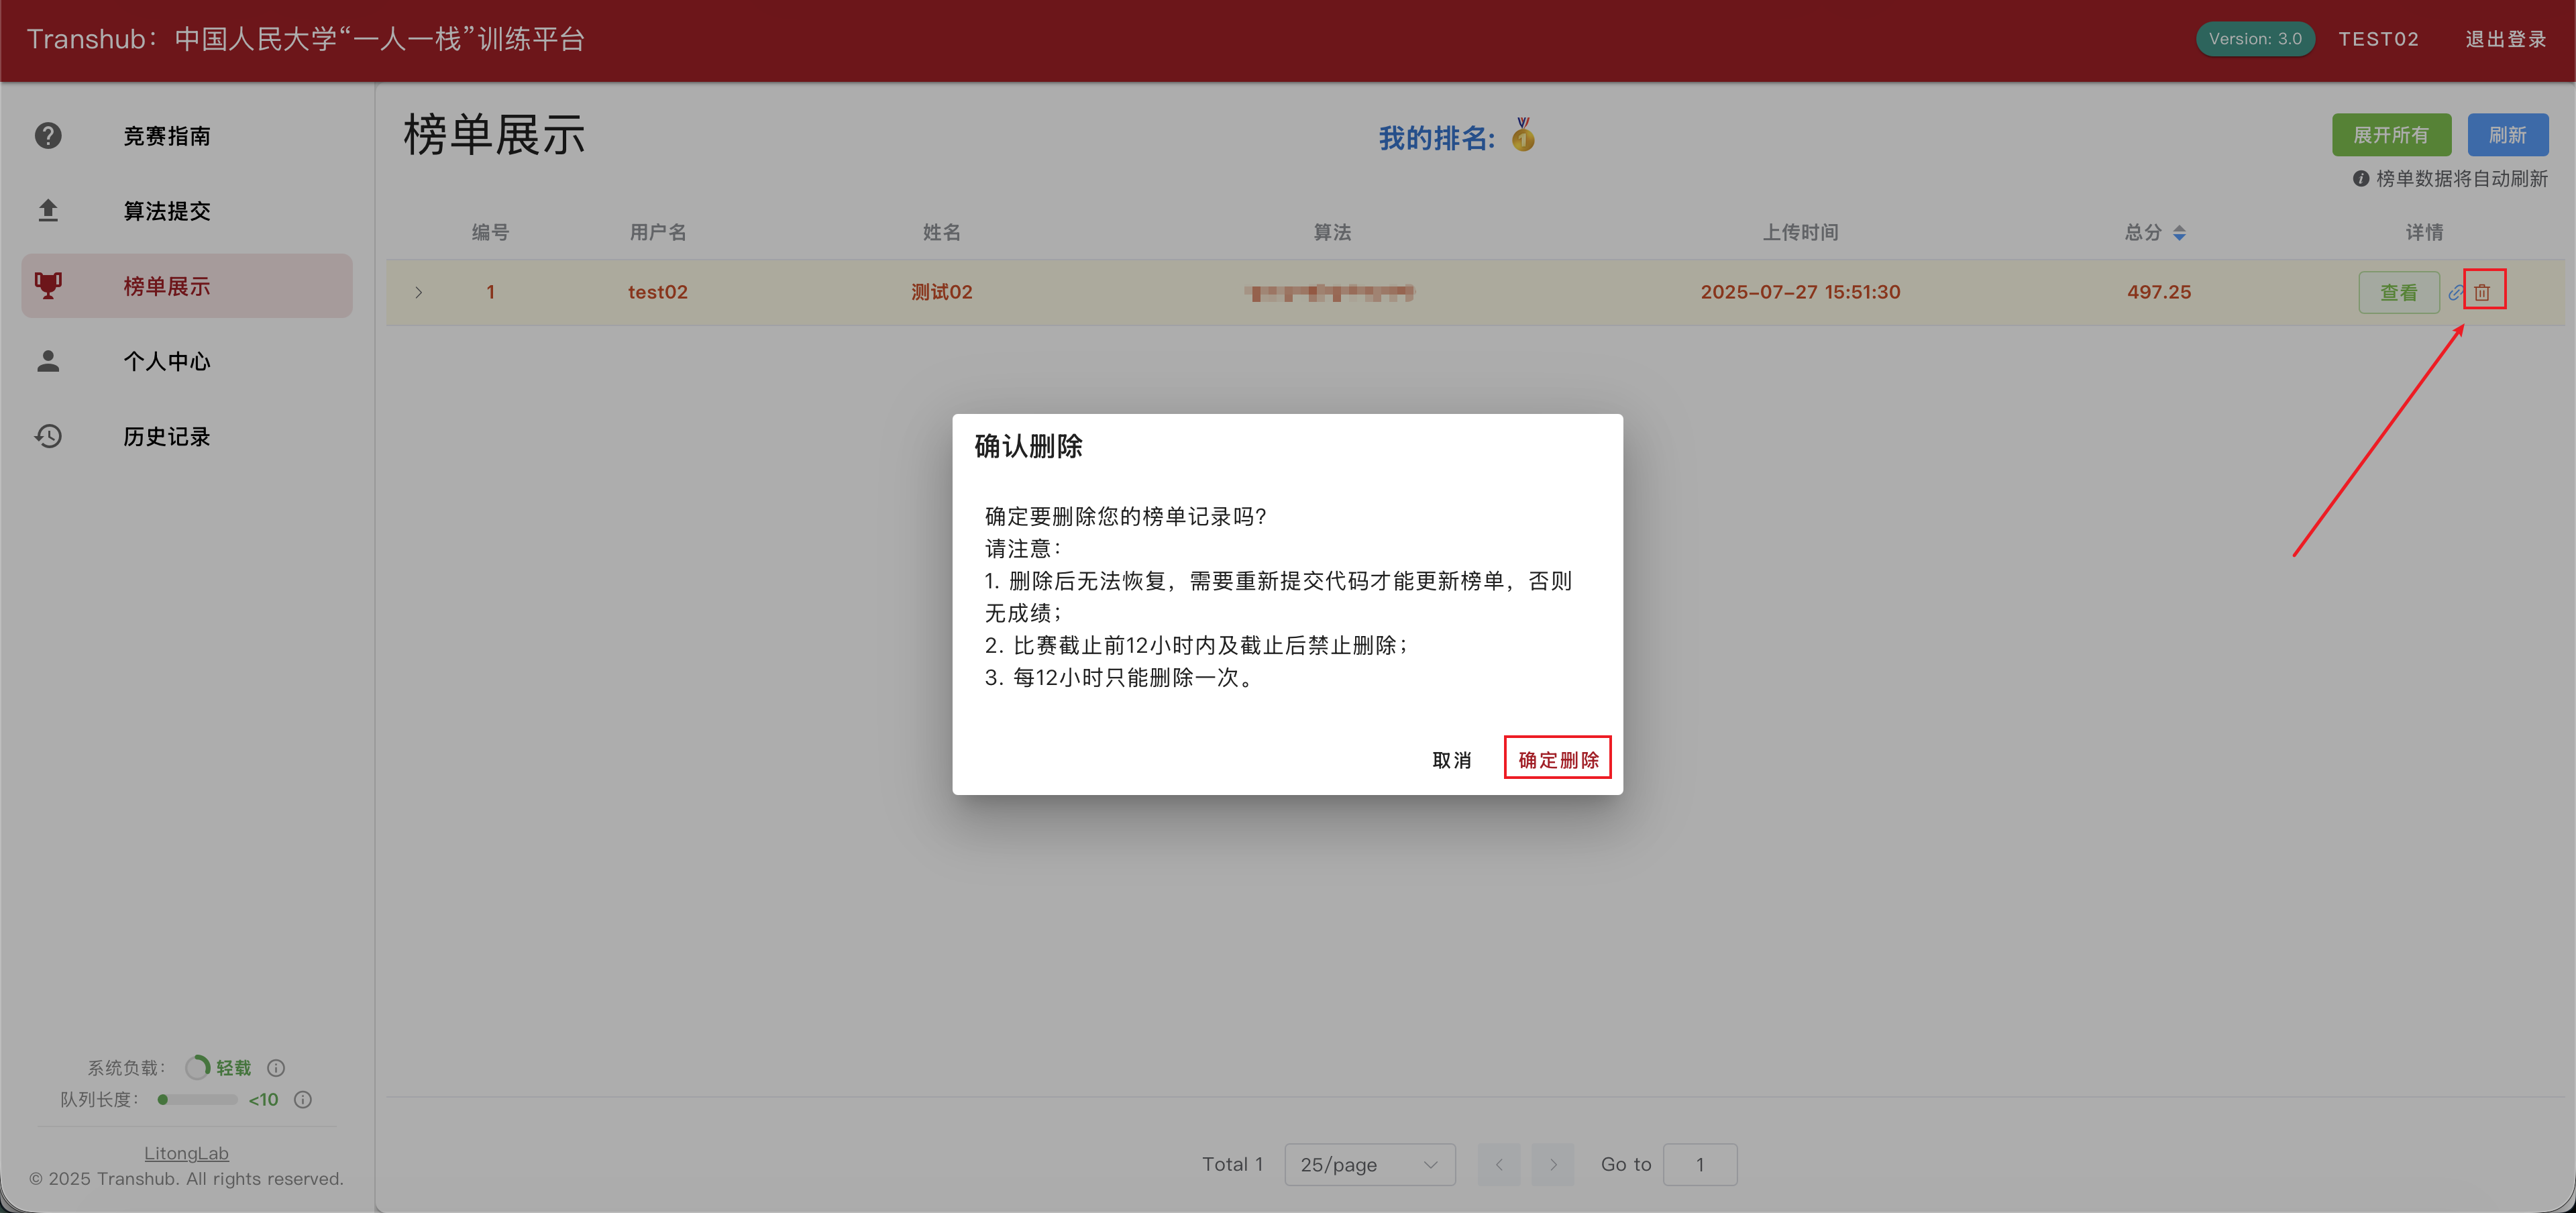 Transhub：中国人民大学“一人一栈”训练平台
Version: 3.0
TEST02
退出登录
竞赛指南
算法提交
榜单展示
个人中心
历史记录
榜单展示
我的排名:
1
展开所有
刷新
榜单数据将自动刷新
编号 用户名 姓名 算法 上传时间 总分 详情
1 test02 测试02 2025-07-27 15:51:30 497.25 查看
确认删除
确定要删除您的榜单记录吗?
请注意：
1. 删除后无法恢复，需要重新提交代码才能更新榜单，否则
无成绩；
2. 比赛截止前12小时内及截止后禁止删除；
3. 每12小时只能删除一次。
取消
确定删除
系统负载：
轻载
队列长度：
<10
LitongLab
© 2025 Transhub. All rights reserved.
Total 1
25/page
Go to
1